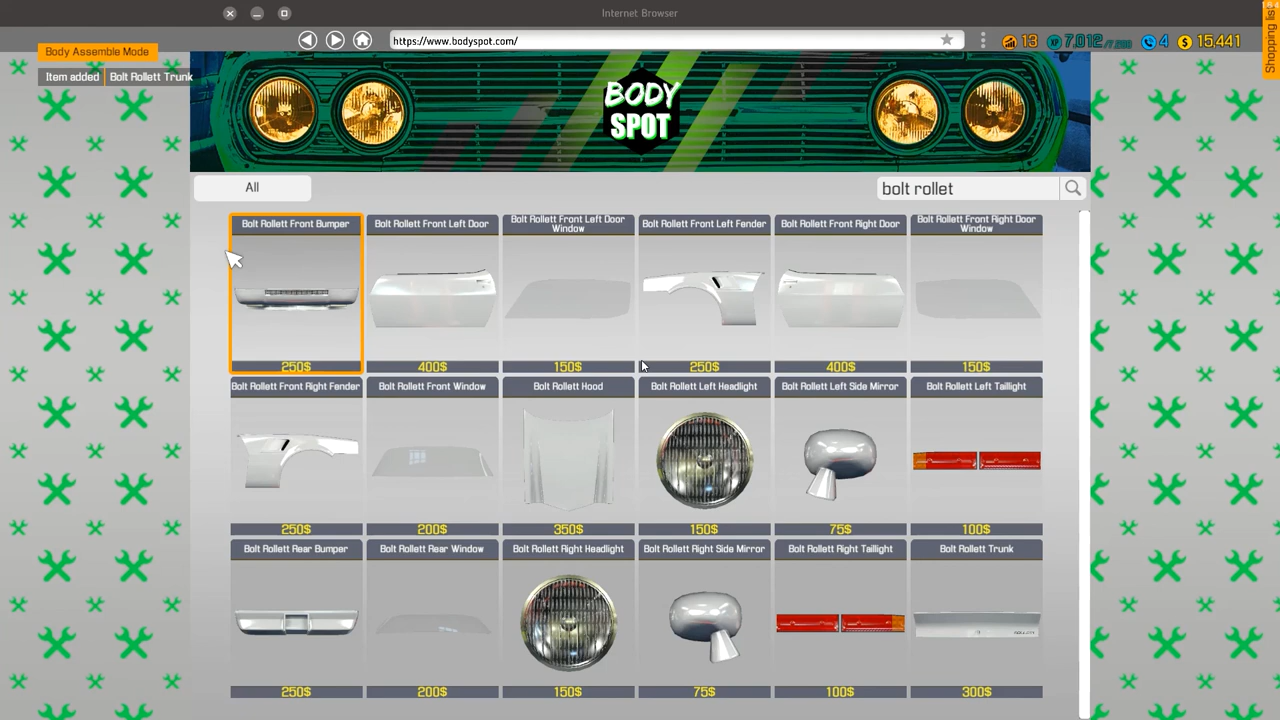 Internet Browser
https://www.bodyspot.com/
13
7,012
4
$ 15,441
Shopping list
Body Assemble Mode
Item added
Bolt Rollett Trunk
BODY
SPOT
All
bolt rollet
Bolt Rollett Front Bumper
250$
Bolt Rollett Front Left Door
400$
Bolt Rollett Front Left Door
Window
150$
Bolt Rollett Front Left Fender
250$
Bolt Rollett Front Right Door
400$
Bolt Rollett Front Right Door
Window
150$
Bolt Rollett Front Right Fender
250$
Bolt Rollett Front Window
200$
Bolt Rollett Hood
350$
Bolt Rollett Left Headlight
150$
Bolt Rollett Left Side Mirror
75$
Bolt Rollett Left Taillight
100$
Bolt Rollett Rear Bumper
250$
Bolt Rollett Rear Window
200$
Bolt Rollett Right Headlight
150$
Bolt Rollett Right Side Mirror
75$
Bolt Rollett Right Taillight
100$
Bolt Rollett Trunk
300$